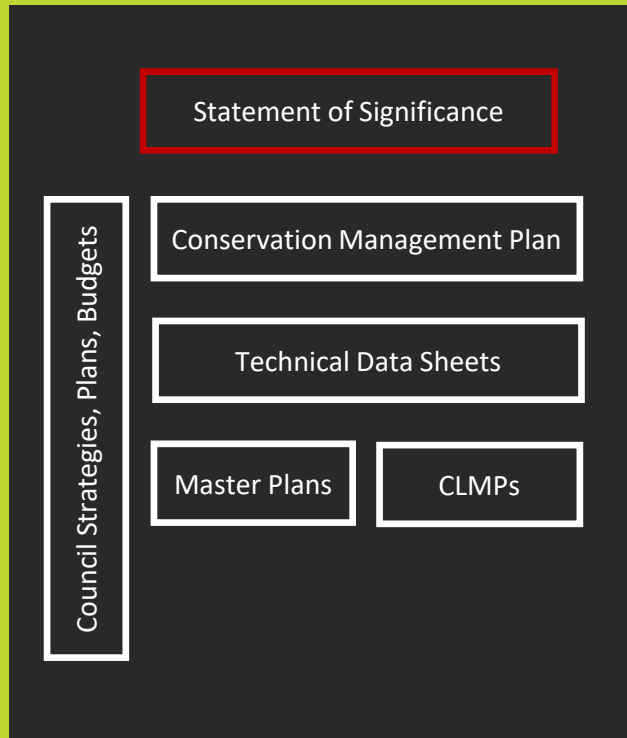 Statement of Significance
Council Strategies, Plans, Budgets
Conservation Management Plan
Technical Data Sheets
Master Plans
CLMPs